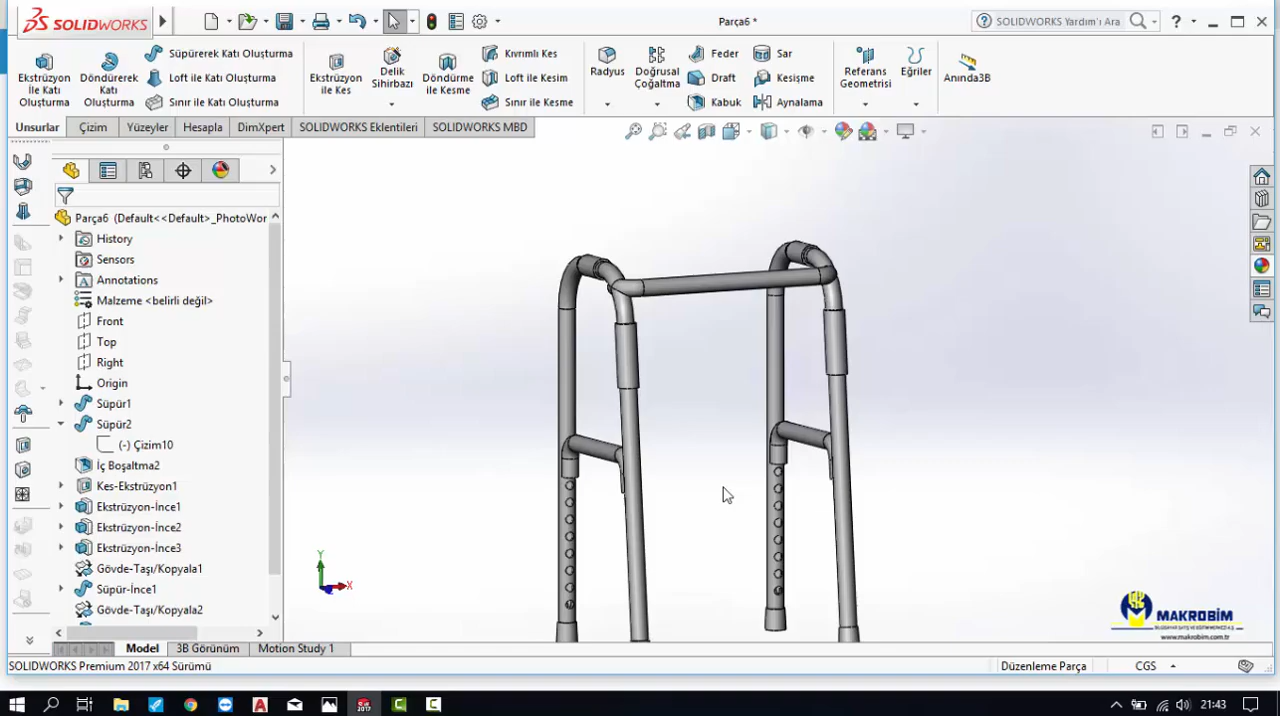 SOLIDWORKS
Parça6 *
SOLIDWORKS Yardım'ı Ara
Ekstrüzyon ile Katı Oluşturma
Döndürerek Katı Oluşturma
Süpürerek Katı Oluşturma
Loft ile Katı Oluşturma
Sınır ile Katı Oluşturma
Ekstrüzyon ile Kes
Delik Sihirbazı
Döndürme ile Kesme
Kıvrımlı Kes
Loft ile Kesim
Sınır ile Kesme
Radyus
Doğrusal Çoğaltma
Feder
Draft
Kabuk
Sar
Kesişme
Aynalama
Referans Geometrisi
Eğriler
Anında3B
Unsurlar
Çizim
Yüzeyler
Hesapla
DimXpert
SOLIDWORKS Eklentileri
SOLIDWORKS MBD
Parça6 (Default<<Default>_PhotoWor
History
Sensors
Annotations
Malzeme <belirli değil>
Front
Top
Right
Origin
Süpür1
Süpür2
(-) Çizim10
İç Boşaltma2
Kes-Ekstrüzyon1
Ekstrüzyon-İnce1
Ekstrüzyon-İnce2
Ekstrüzyon-İnce3
Gövde-Taşı/Kopyala1
Süpür-İnce1
Gövde-Taşı/Kopyala2
Y
X
MAKROBİM
www.makrobim.com
Model
3B Görünüm
Motion Study 1
SOLIDWORKS Premium 2017 x64 Sürümü
Düzenleme Parça
CGS
2017
21:43